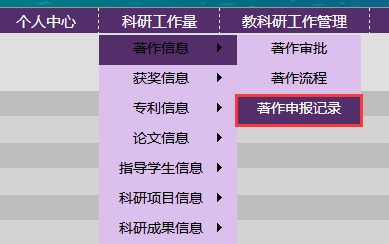 个人中心 科研工作量 教科研工作管理
著作信息 著作审批
获奖信息 著作流程
专利信息 著作申报记录
论文信息
指导学生信息
科研项目信息
科研成果信息